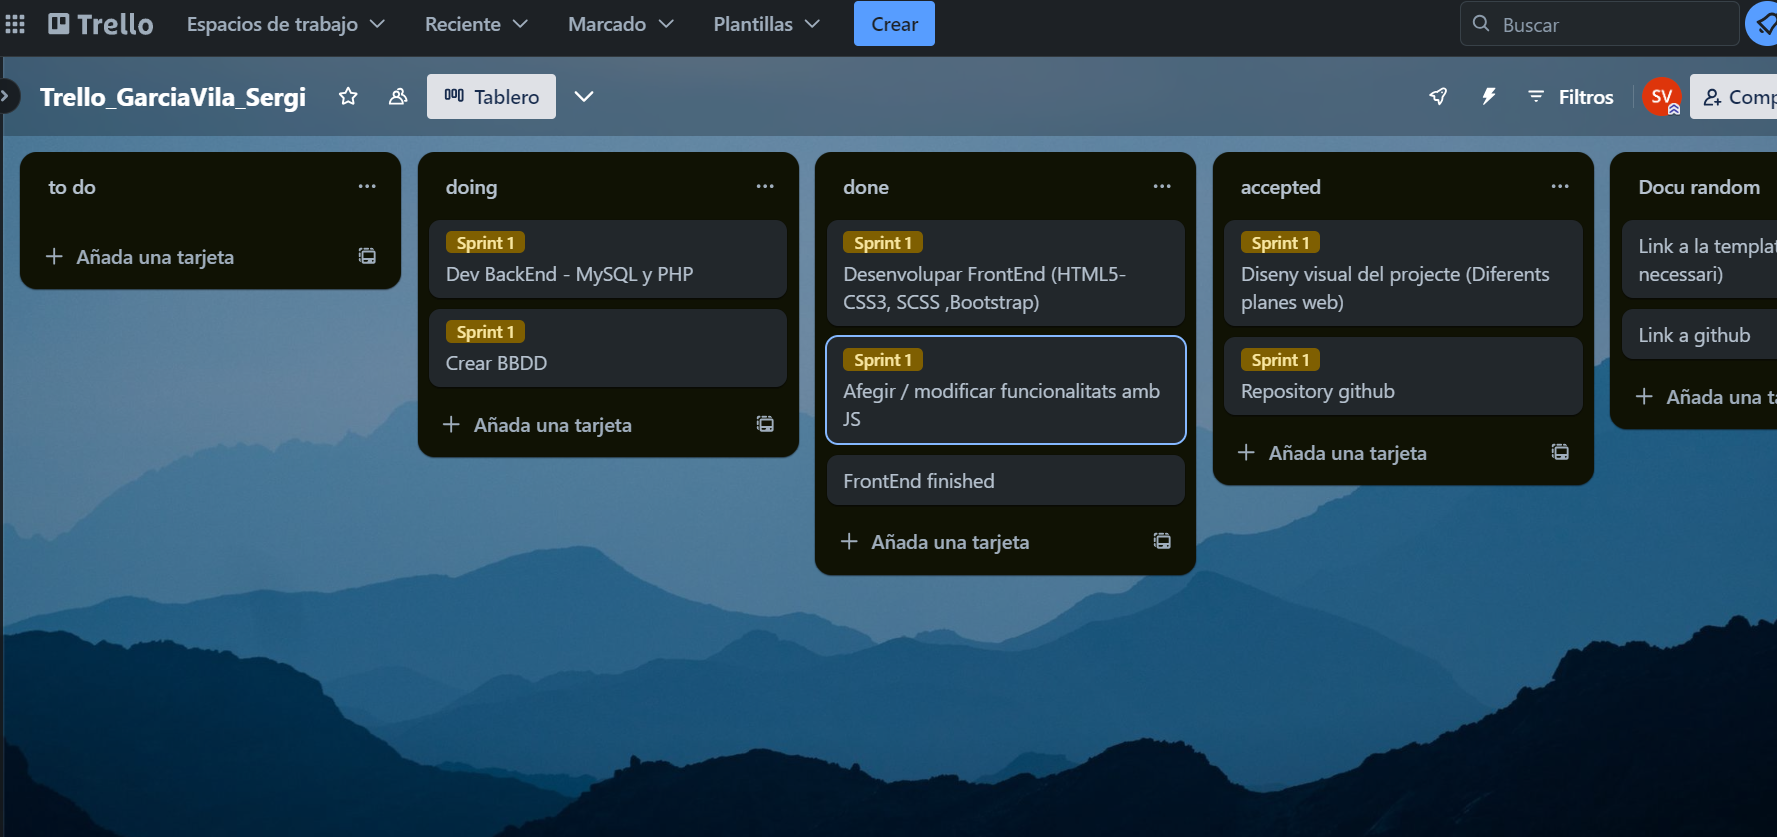 Trello
Espacios de trabajo
Reciente
Marcado
Plantillas
Crear
Buscar
Trello_GarciaVila_Sergi
Tablero
Filtros
SV
to do
Añada una tarjeta
doing
Sprint 1
Dev BackEnd - MySQL y PHP
Sprint 1
Crear BBDD
Añada una tarjeta
done
Sprint 1
Desenvolupar FrontEnd (HTML5-
CSS3, SCSS ,Bootstrap)
Sprint 1
Afegir / modificar funcionalitats amb
JS
FrontEnd finished
Añada una tarjeta
accepted
Sprint 1
Diseny visual del projecte (Diferents
planes web)
Sprint 1
Repository github
Añada una tarjeta
Docu random
Link a la
necessari)
Link a github
Añada una